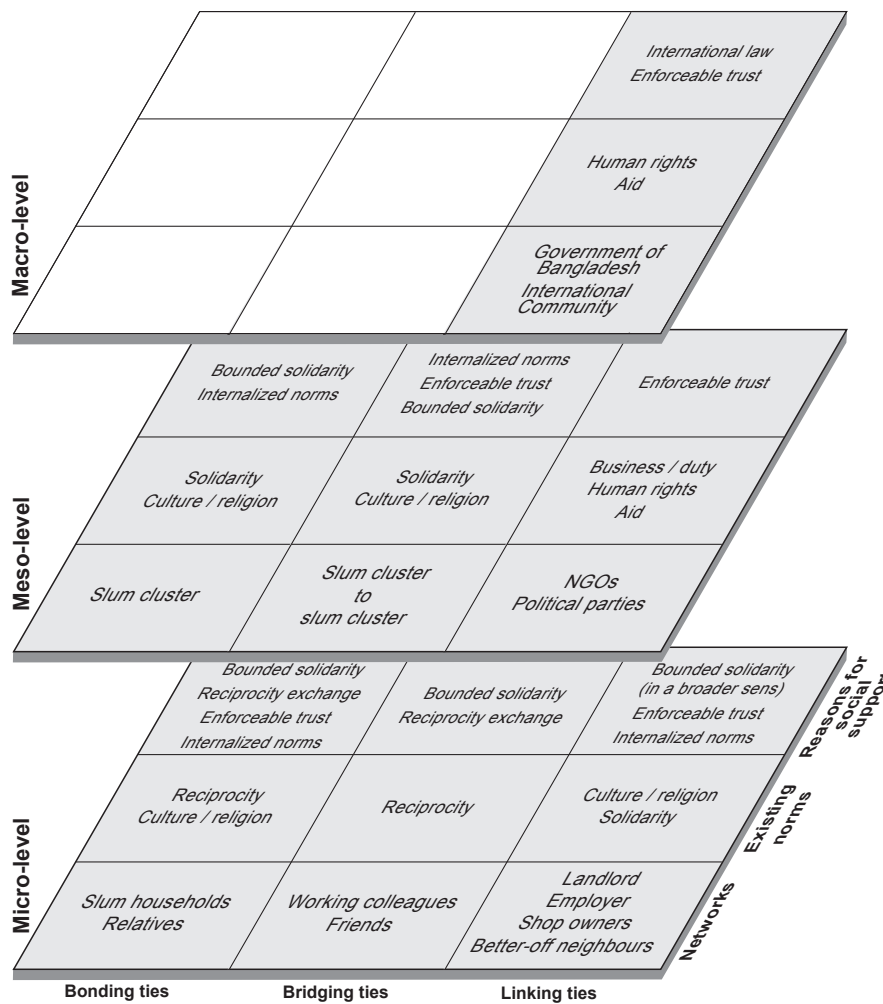 International law
Enforceable trust
Human rights
Aid
Government of
Bangladesh
International
Community
Macro-level
Bounded solidarity
Internalized norms
Internalized norms
Enforceable trust
Bounded solidarity
Enforceable trust
Solidarity
Culture / religion
Solidarity
Culture / religion
Business / duty
Human rights
Aid
Slum cluster
Slum cluster
to
slum cluster
NGOs
Political parties
Meso-level
Bounded solidarity
Reciprocity exchange
Enforceable trust
Internalized norms
Bounded solidarity
Reciprocity exchange
Bounded solidarity
(in a broader sens)
Enforceable trust
Internalized norms
Reasons for
social
support
Reciprocity
Culture / religion
Reciprocity
Culture / religion
Solidarity
Existing
norms
Slum households
Relatives
Working colleagues
Friends
Landlord
Employer
Shop owners
Better-off neighbours
Networks
Micro-level
Bonding ties
Bridging ties
Linking ties